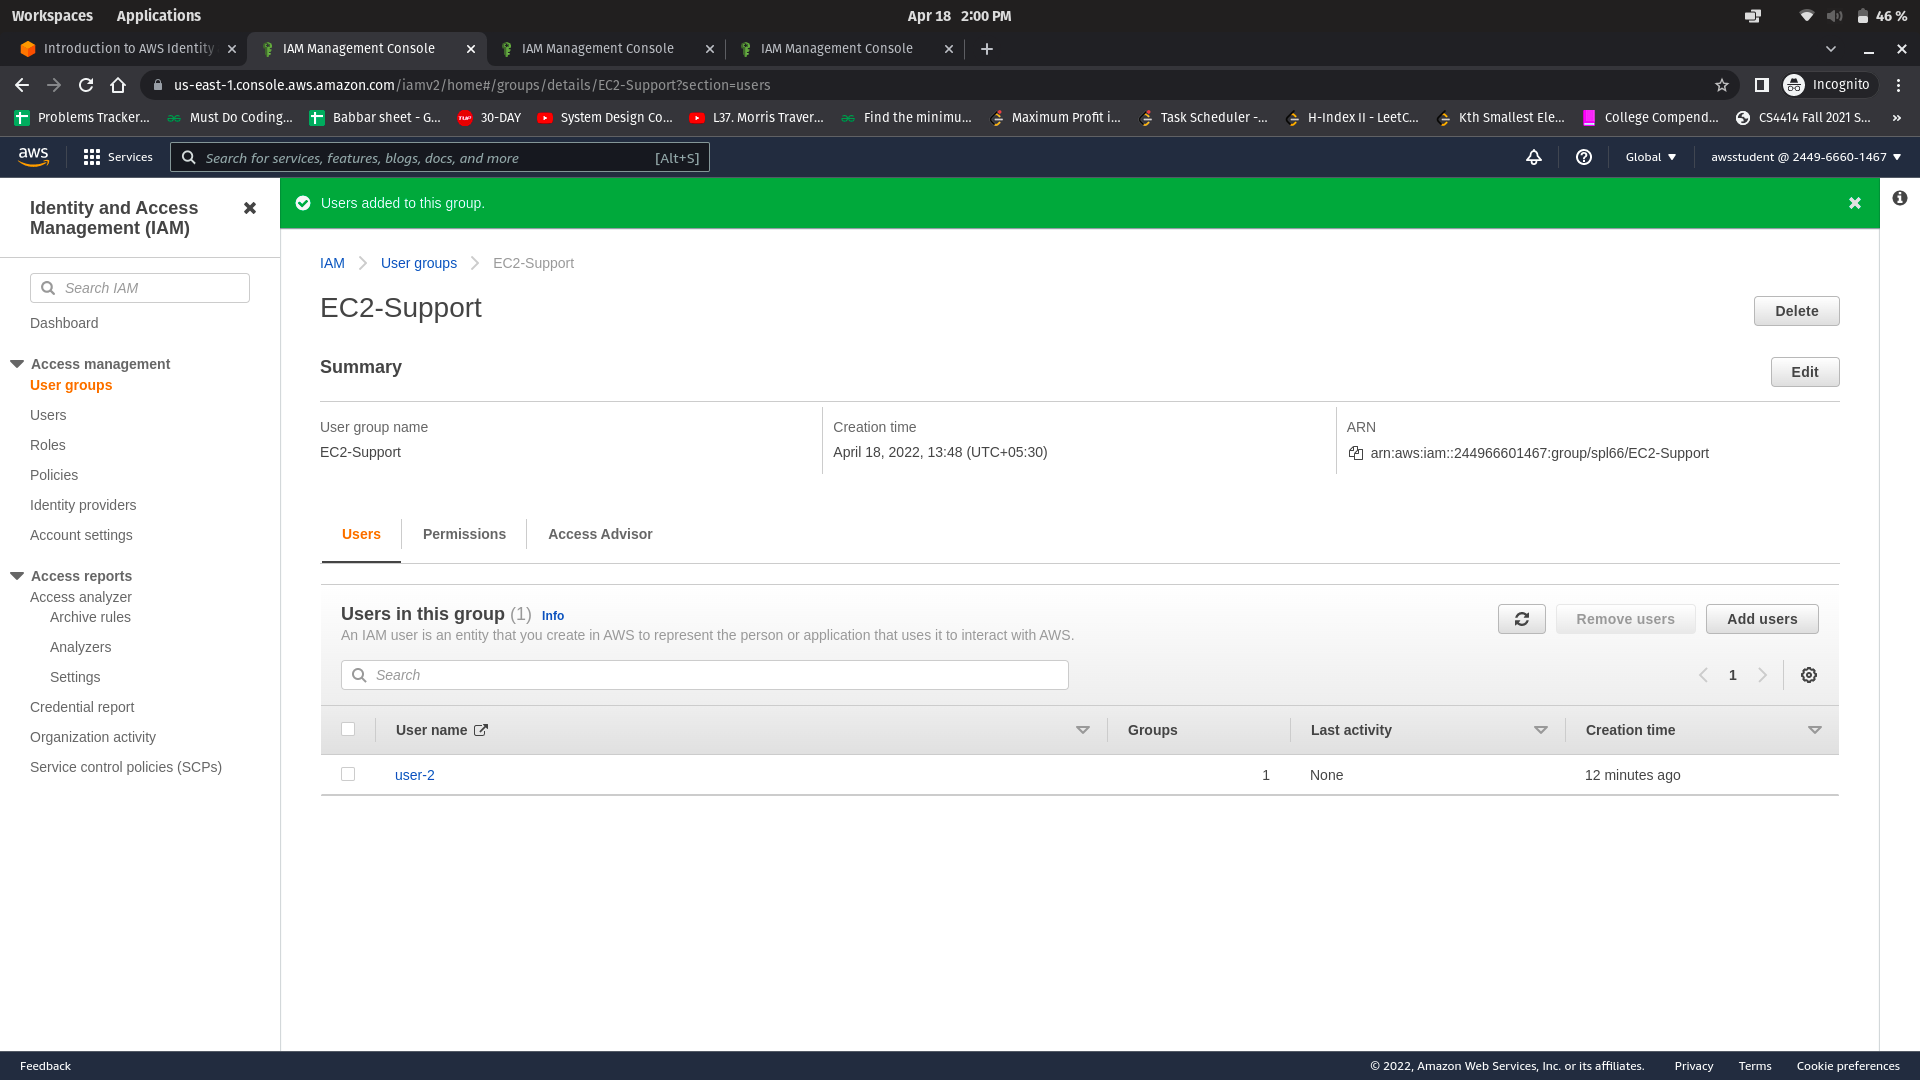 Workspaces Applications Apr 18 2:00 PM 46 %
Introduction to AWS Identity IAM Management Console IAM Management Console IAM Management Console
us-east-1.console.aws.amazon.com/iamv2/home#/groups/details/EC2-Support?section=users Incognito
Problems Tracker... Must Do Coding... Babbar sheet - G... 30-DAY System Design Co... L37. Morris Traver... Find the minimu... Maximum Profit i... Task Scheduler -... H-Index II - LeetC... Kth Smallest Ele... College Compend... CS4414 Fall 2021 S... »
aws Services Search for services, features, blogs, docs, and more [Alt+S] Global awsstudent @ 2449-6660-1467
Identity and Access
Management (IAM)
Search IAM
Dashboard
Access management
User groups
Users
Roles
Policies
Identity providers
Account settings
Access reports
Access analyzer
Archive rules
Analyzers
Settings
Credential report
Organization activity
Service control policies (SCPs)
Users added to this group.
IAM User groups EC2-Support
EC2-Support
Delete
Summary
Edit
User group name Creation time ARN
EC2-Support April 18, 2022, 13:48 (UTC+05:30) arn:aws:iam::244966601467:group/spl66/EC2-Support
Users Permissions Access Advisor
Users in this group (1) Info
Remove users Add users
An IAM user is an entity that you create in AWS to represent the person or application that uses it to interact with AWS.
Search 1
User name Groups Last activity Creation time
user-2 1 None 12 minutes ago
Feedback © 2022, Amazon Web Services, Inc. or its affiliates. Privacy Terms Cookie preferences